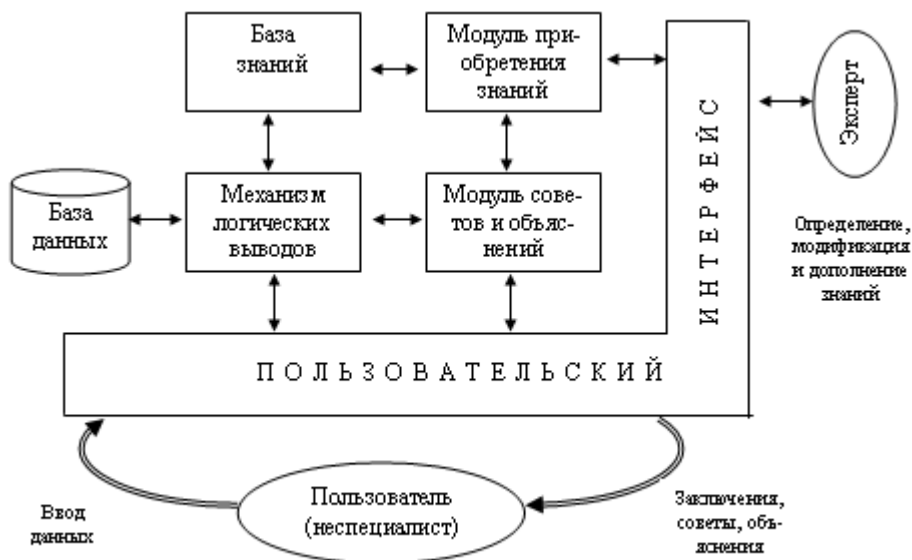 База
знаний
Модуль при-
обретения
знаний
Эксперт
База
данных
Механизм
логических
выводов
Модуль сове-
тов и объяс-
нений
Определение,
модификация
и дополнение
знаний
ИНТЕРФЕЙС
ПОЛЬЗОВАТЕЛЬСКИЙ
Ввод
данных
Пользователь
(неспециалист)
Заключения,
советы, объ-
яснения